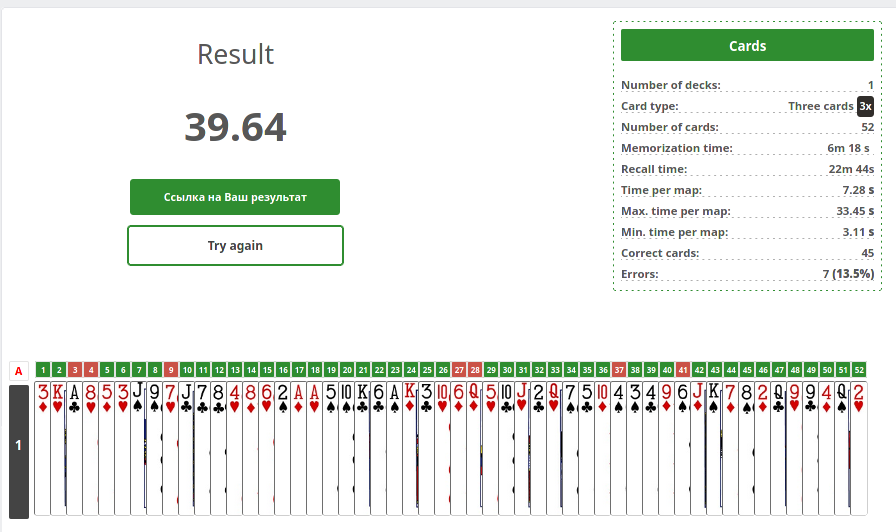 Result
39.64
Ссылка на Ваш результат
Try again
Cards
Number of decks: 1
Card type: Three cards 3x
Number of cards: 52
Memorization time: 6m 18 s
Recall time: 22m 44s
Time per map: 7.28 s
Max. time per map: 33.45 s
Min. time per map: 3.11 s
Correct cards: 45
Errors: 7 (13.5%)
A 1 2 3 4 5 6 7 8 9 10 11 12 13 14 15 16 17 18 19 20 21 22 23 24 25 26 27 28 29 30 31 32 33 34 35 36 37 38 39 40 41 42 43 44 45 46 47 48 49 50 51 52
3 K A 8 5 3 J 9 7 J 7 8 4 8 6 2 A A 5 10 K 6 A K 3 10 6 Q 5 10 J 2 Q 7 5 10 4 3 4 9 6 J K 7 8 2 Q 9 9 4 Q 2
1